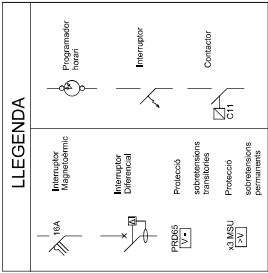 LLEGENDA
Interruptor
Magnetoèrmic
16A
Interruptor
Diferencial
Protecció
sobretensions
transitories
PRD65
V
Protecció
sobretensions
permanents
x3 MSU
>V
Programador
horari
Interruptor
Contactor
C11